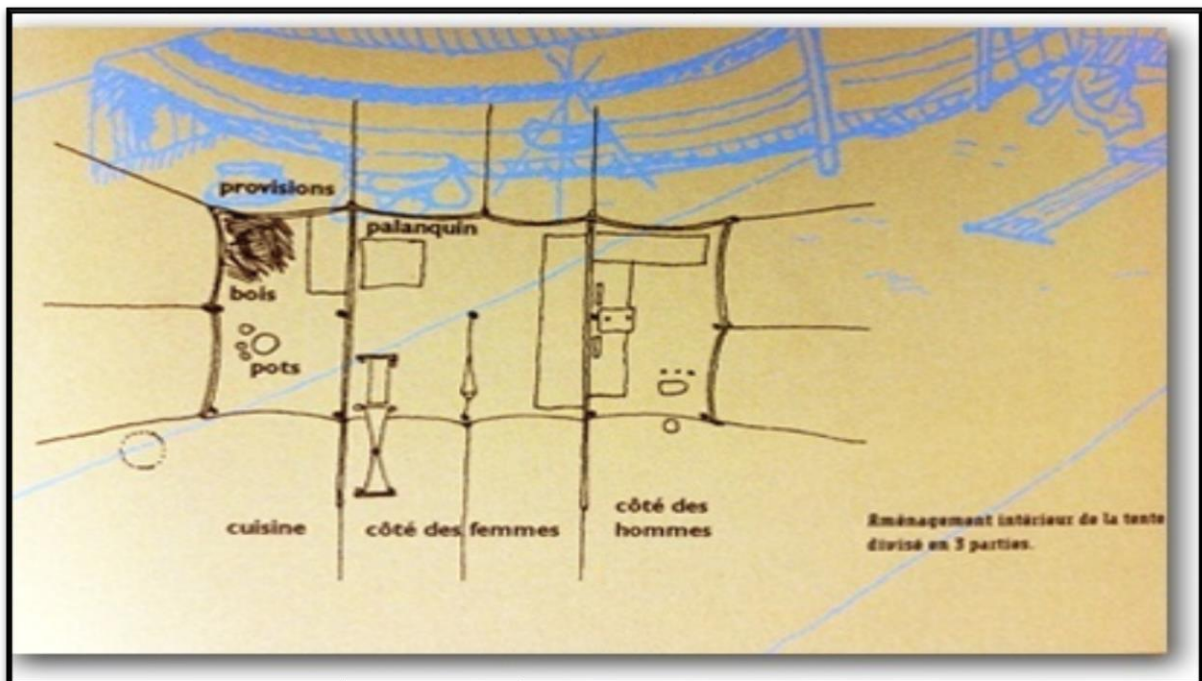 provisions
palanquin
bois
pots
cuisine
côté des femmes
côté des
hommes
Aménagement intérieur de la tente
divisé en 3 parties.